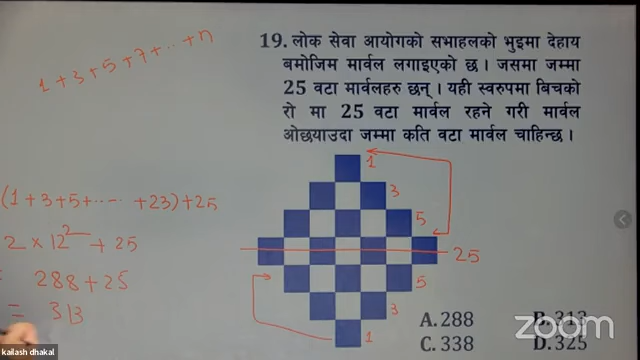 1+3+5+7+...+n
19. लोक सेवा आयोगको सभाहलको भुइमा देहाय
बमोजिम मार्वल लगाइएको छ । जसमा जम्मा
25 वटा मार्वलहरु छन् । यही स्वरुपमा बिचको
रो मा 25 वटा मार्वल रहने गरी मार्वल
ओछ्याउदा जम्मा कति वटा मार्वल चाहिन्छ ।
1
3
5
25
5
3
1
(1+3+5+.....+23)+25
2 × 12² + 25
288+25
= 313
A. 288 B. 313
C. 338 D. 325
zoom
kailash dhakal